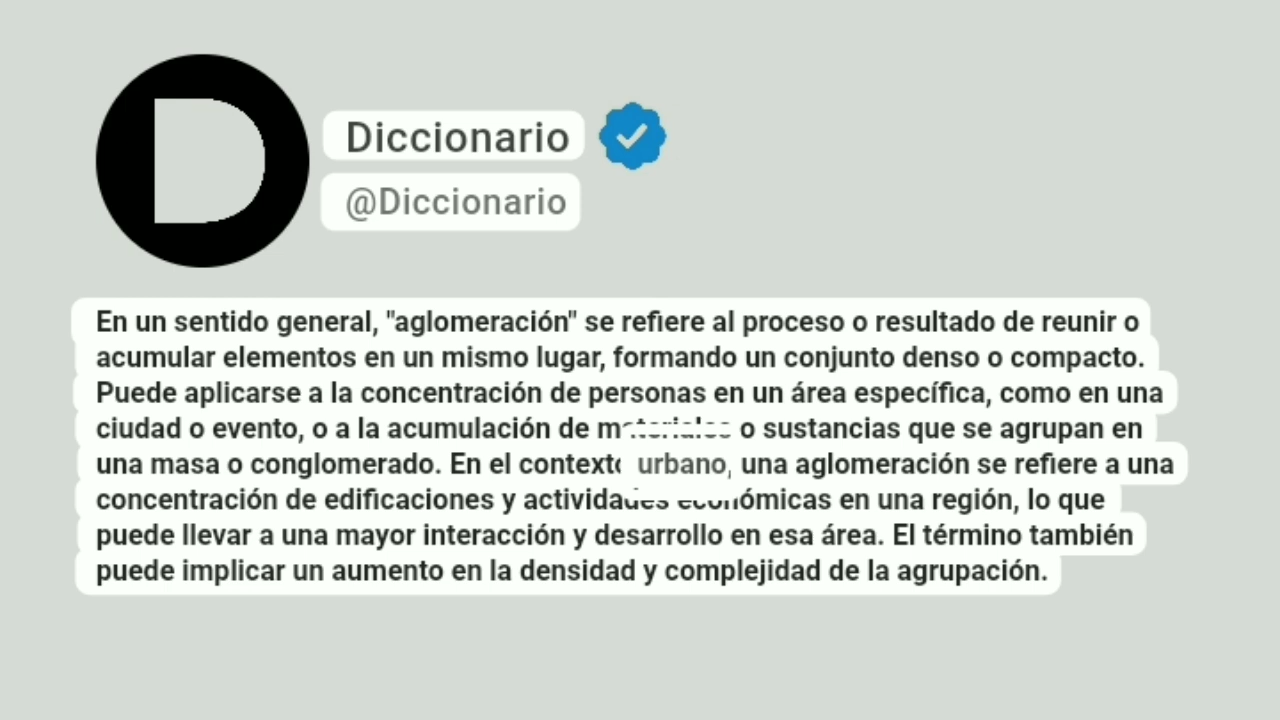 Diccionario
@Diccionario
En un sentido general, "aglomeración" se refiere al proceso o resultado de reunir o
acumular elementos en un mismo lugar, formando un conjunto denso o compacto.
Puede aplicarse a la concentración de personas en un área específica, como en una
ciudad o evento, o a la acumulación de materiales o sustancias que se agrupan en
una masa o conglomerado. En el contexto urbano, una aglomeración se refiere a una
concentración de edificaciones y actividades económicas en una región, lo que
puede llevar a una mayor interacción y desarrollo en esa área. El término también
puede implicar un aumento en la densidad y complejidad de la agrupación.